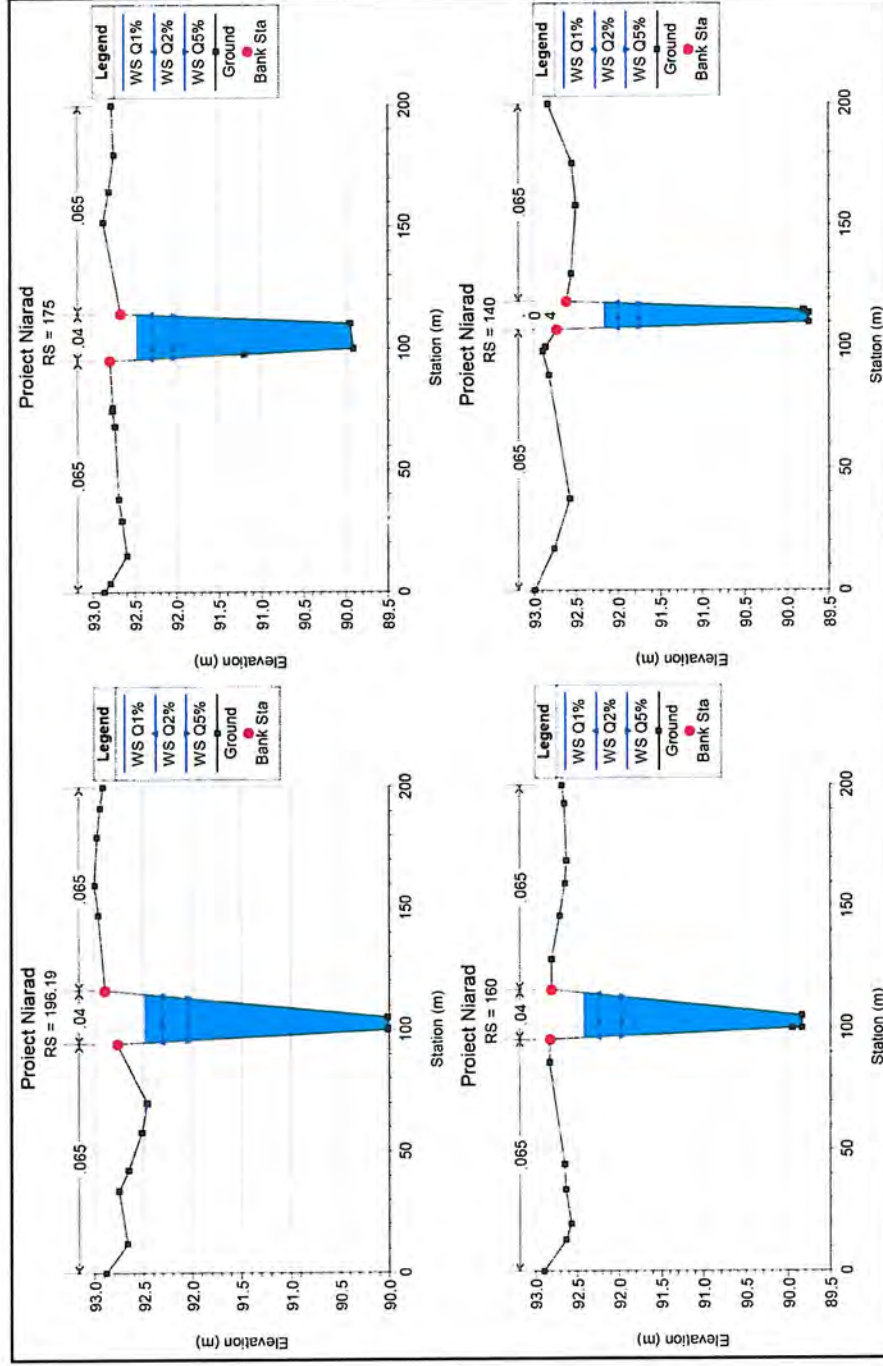 Proiect Niarad
RS = 196.19
.065
.04
.065
Legend
WS Q1%
WS Q2%
WS Q5%
Ground
Bank Sta
93.0
92.5
92.0
91.5
91.0
90.5
90.0
Elevation (m)
0
50
100
150
200
Station (m)
Proiect Niarad
RS = 175
.065
.04
.065
Legend
WS Q1%
WS Q2%
WS Q5%
Ground
Bank Sta
93.0
92.5
92.0
91.5
91.0
90.5
90.0
89.5
Elevation (m)
0
50
100
150
200
Station (m)
Proiect Niarad
RS = 160
.065
.04
.065
Legend
WS Q1%
WS Q2%
WS Q5%
Ground
Bank Sta
93.0
92.5
92.0
91.5
91.0
90.5
90.0
89.5
Elevation (m)
0
50
100
150
200
Station (m)
Proiect Niarad
RS = 140
.065
.
0
4
.065
Legend
WS Q1%
WS Q2%
WS Q5%
Ground
Bank Sta
93.0
92.5
92.0
91.5
91.0
90.5
90.0
89.5
Elevation (m)
0
50
100
150
200
Station (m)